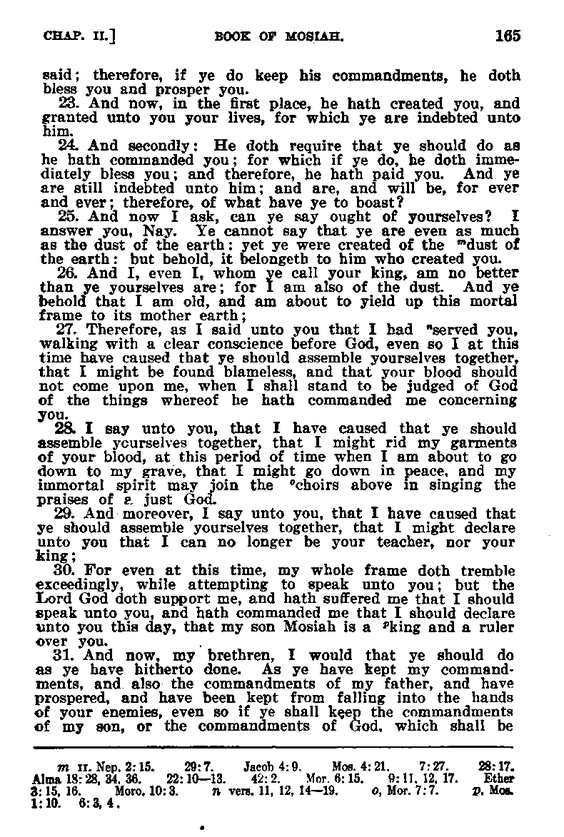 CHAP. II.] BOOK OF MOSIAH. 165
said; therefore, if ye do keep his commandments, he doth
bless you and prosper you.
23. And now, in the first place, he hath created you, and
granted unto you your lives, for which ye are indebted unto
him.
24. And secondly: He doth require that ye should do as
he hath commanded you; for which if ye do, he doth imme-
diately bless you; and therefore, he hath paid you. And ye
are still indebted unto him; and are, and will be, for ever
and ever; therefore, of what have ye to boast?
25. And now I ask, can ye say ought of yourselves? I
answer you, Nay. Ye cannot say that ye are even as much
as the dust of the earth: yet ye were created of the ᵐdust of
the earth: but behold, it belongeth to him who created you.
26. And I, even I, whom ye call your king, am no better
than ye yourselves are; for I am also of the dust. And ye
behold that I am old, and am about to yield up this mortal
frame to its mother earth;
27. Therefore, as I said unto you that I had ⁿserved you,
walking with a clear conscience before God, even so I at this
time have caused that ye should assemble yourselves together,
that I might be found blameless, and that your blood should
not come upon me, when I shall stand to be judged of God
of the things whereof he hath commanded me concerning
you.
28. I say unto you, that I have caused that ye should
assemble yourselves together, that I might rid my garments
of your blood, at this period of time when I am about to go
down to my grave, that I might go down in peace, and my
immortal spirit may join the ᵒchoirs above in singing the
praises of a just God.
29. And moreover, I say unto you, that I have caused that
ye should assemble yourselves together, that I might declare
unto you that I can no longer be your teacher, nor your
king;
30. For even at this time, my whole frame doth tremble
exceedingly, while attempting to speak unto you; but the
Lord God doth support me, and hath suffered me that I should
speak unto you, and hath commanded me that I should declare
unto you this day, that my son Mosiah is a ᵖking and a ruler
over you.
31. And now, my brethren, I would that ye should do
as ye have hitherto done. As ye have kept my command-
ments, and also the commandments of my father, and have
prospered, and have been kept from falling into the hands
of your enemies, even so if ye shall keep the commandments
of my son, or the commandments of God, which shall be
m II. Nep. 2:15. 29:7. Jacob 4:9. Mos. 4:21. 7:27. 28:17.
Alma 18:28, 34, 36. 22:10—13. 42:2. Mor. 6:15. 9:11, 12, 17. Ether
3:15, 16. Moro. 10:3. n vers. 11, 12, 14—19. o, Mor. 7:7. p, Mos.
1:10. 6:3, 4.